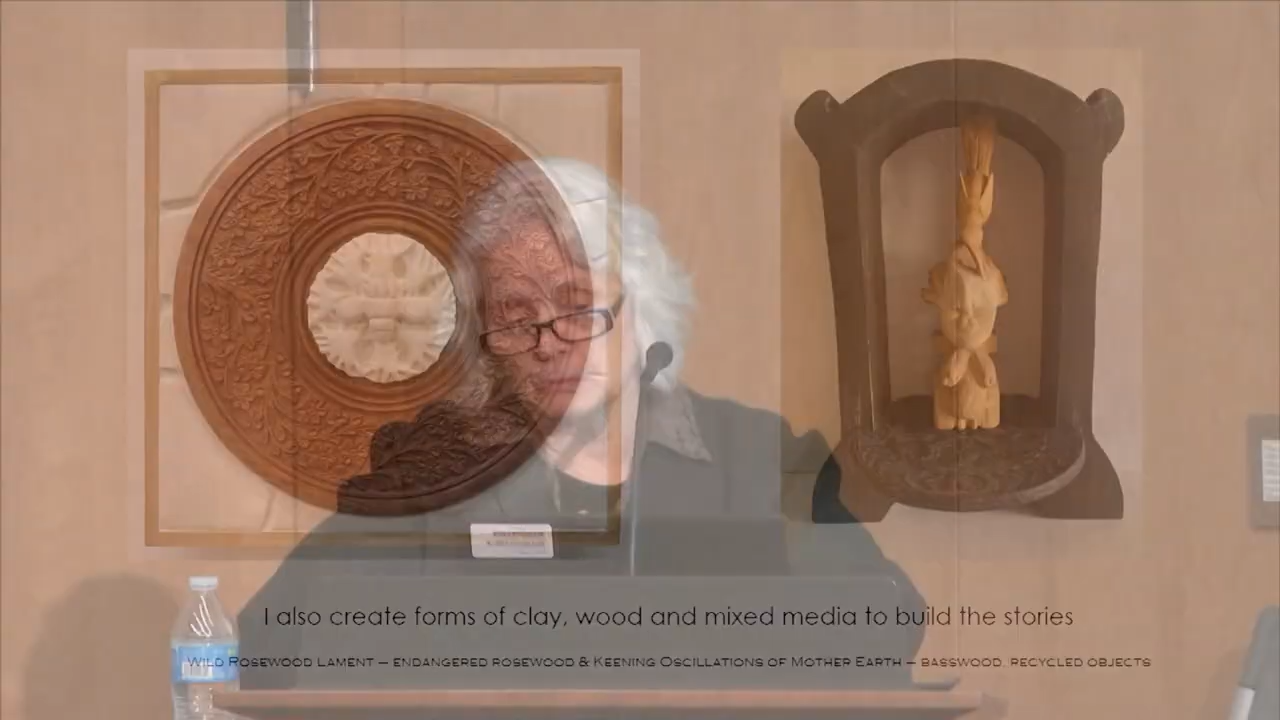 I also create forms of clay, wood and mixed media to build the stories
Wild Rosewood Lament – endangered rosewood & Keening Oscillations of Mother Earth – basswood, recycled objects